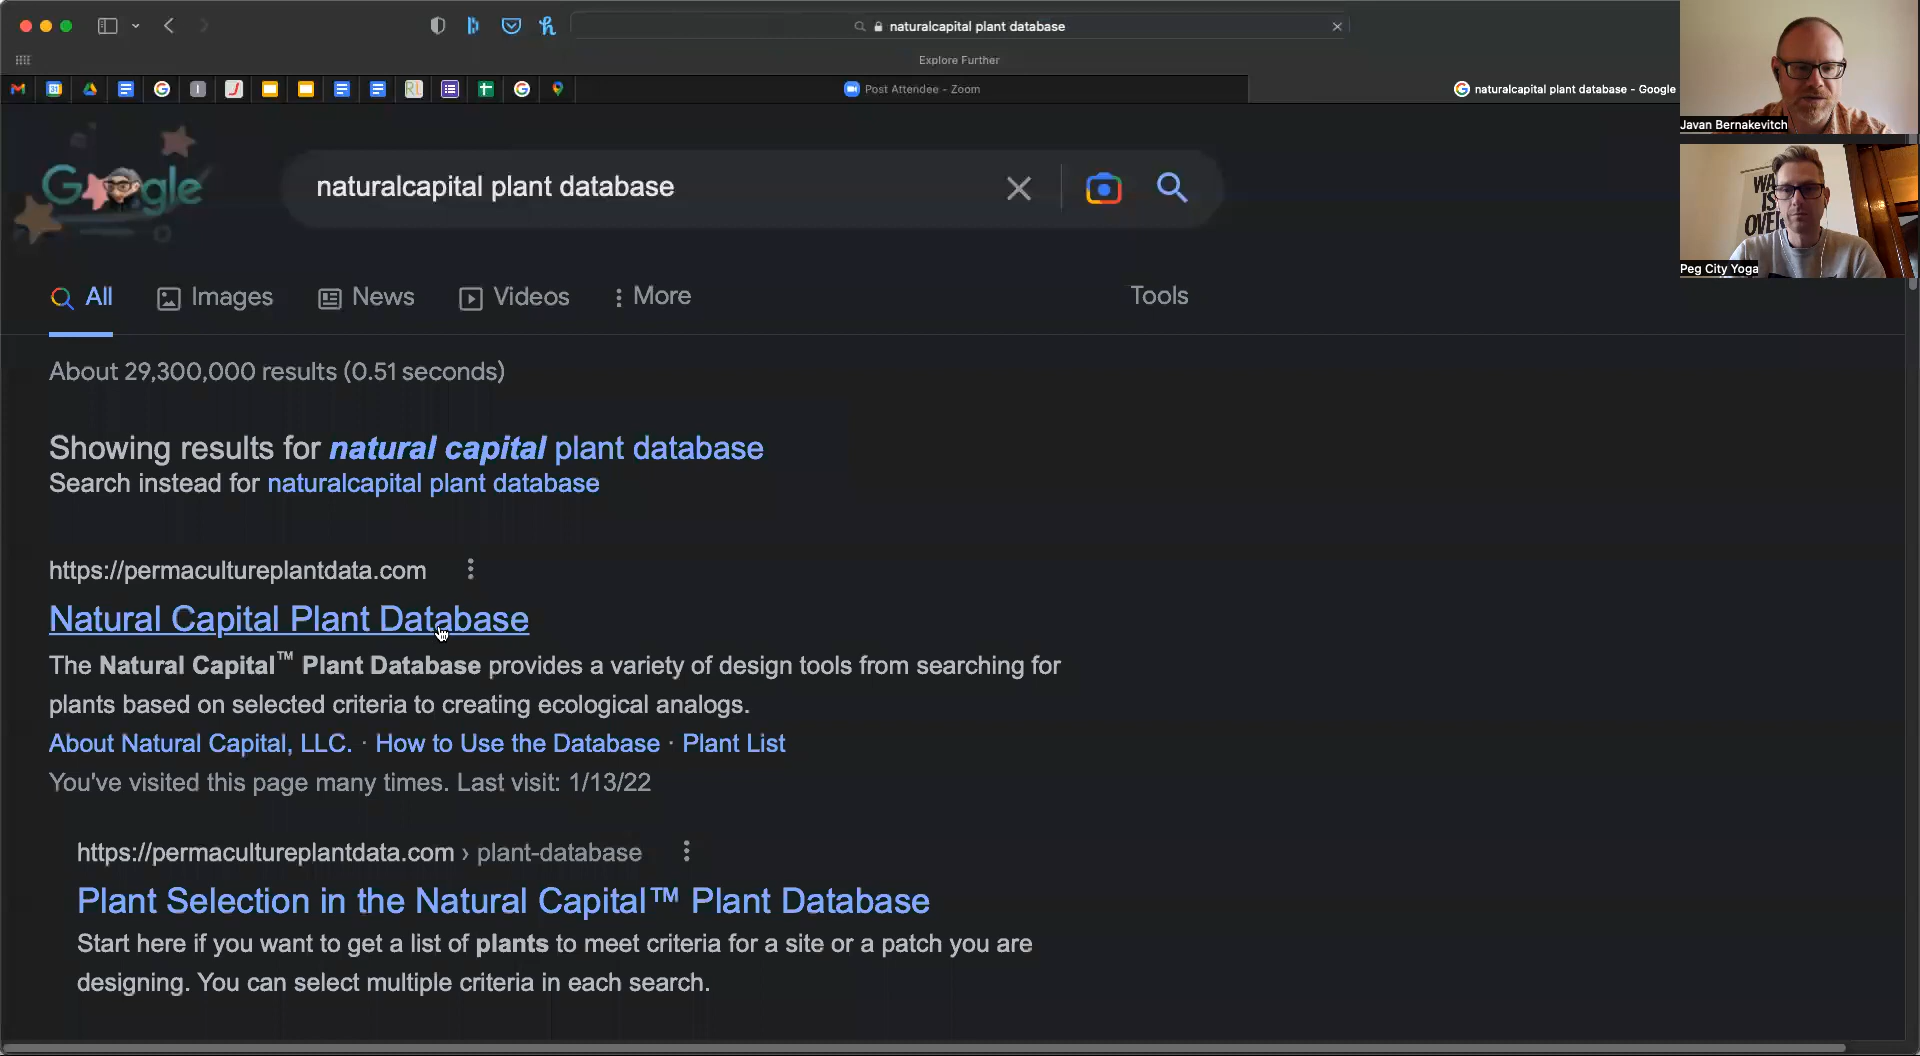 naturalcapital plant database
Explore Further
Post Attendee - Zoom
naturalcapital plant database - Google
Javan Bernakevitch
WA
IS
OVE
Peg City Yoga
Google
naturalcapital plant database
All
Images
News
Videos
More
Tools
About 29,300,000 results (0.51 seconds)
Showing results for natural capital plant database
Search instead for naturalcapital plant database
https://permacultureplantdata.com
Natural Capital Plant Database
The Natural Capital™ Plant Database provides a variety of design tools from searching for
plants based on selected criteria to creating ecological analogs.
About Natural Capital, LLC. · How to Use the Database · Plant List
You've visited this page many times. Last visit: 1/13/22
https://permacultureplantdata.com › plant-database
Plant Selection in the Natural Capital™ Plant Database
Start here if you want to get a list of plants to meet criteria for a site or a patch you are
designing. You can select multiple criteria in each search.